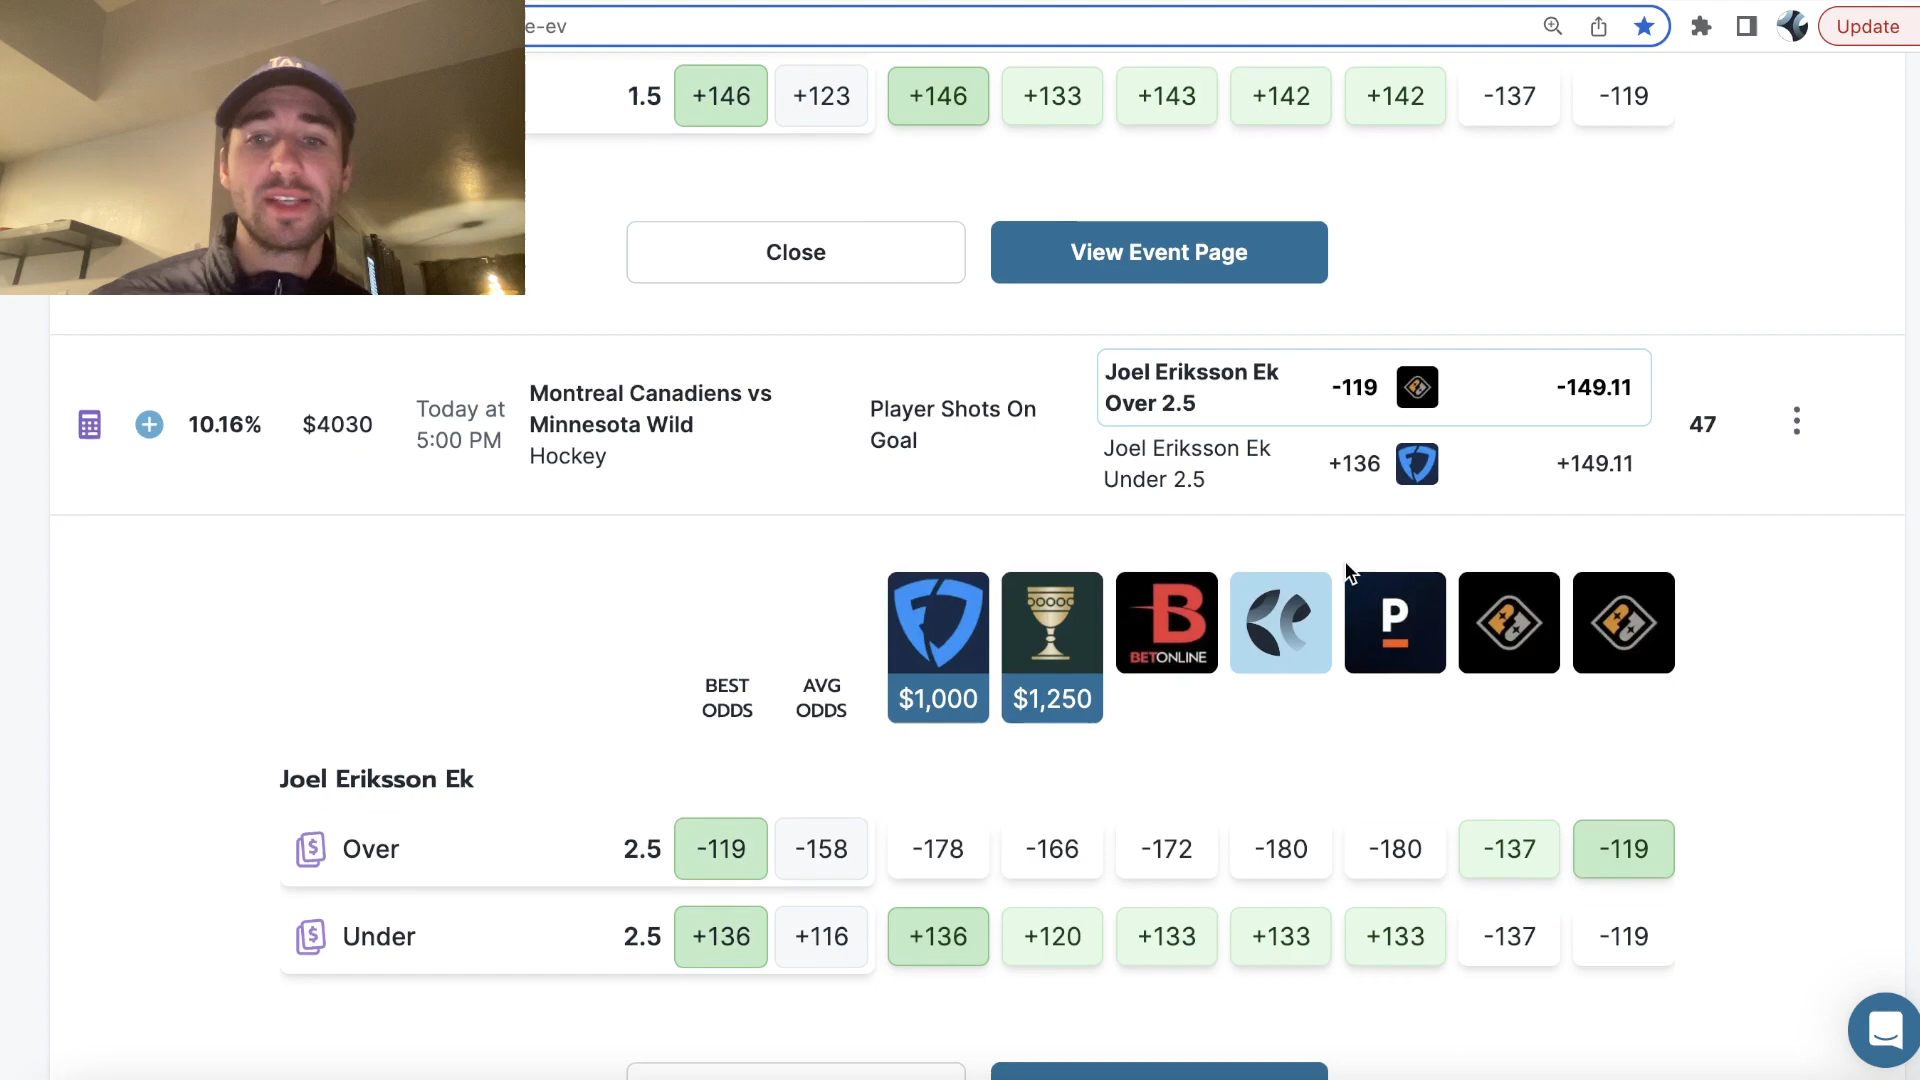 e-ev
Update
1.5 +146 +123 +146 +133 +143 +142 +142 -137 -119
Close
View Event Page
10.16%
$4030
Today at
5:00 PM
Montreal Canadiens vs
Minnesota Wild
Hockey
Player Shots On
Goal
Joel Eriksson Ek
Over 2.5
-119
-149.11
Joel Eriksson Ek
Under 2.5
+136
+149.11
47
BEST
ODDS
AVG
ODDS
$1,000
$1,250
B
BETONLINE
P
Joel Eriksson Ek
Over 2.5 -119 -158 -178 -166 -172 -180 -180 -137 -119
Under 2.5 +136 +116 +136 +120 +133 +133 +133 -137 -119